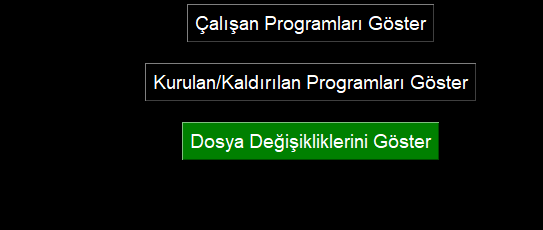 Çalışan Programları Göster
Kurulan/Kaldırılan Programları Göster
Dosya Değişikliklerini Göster